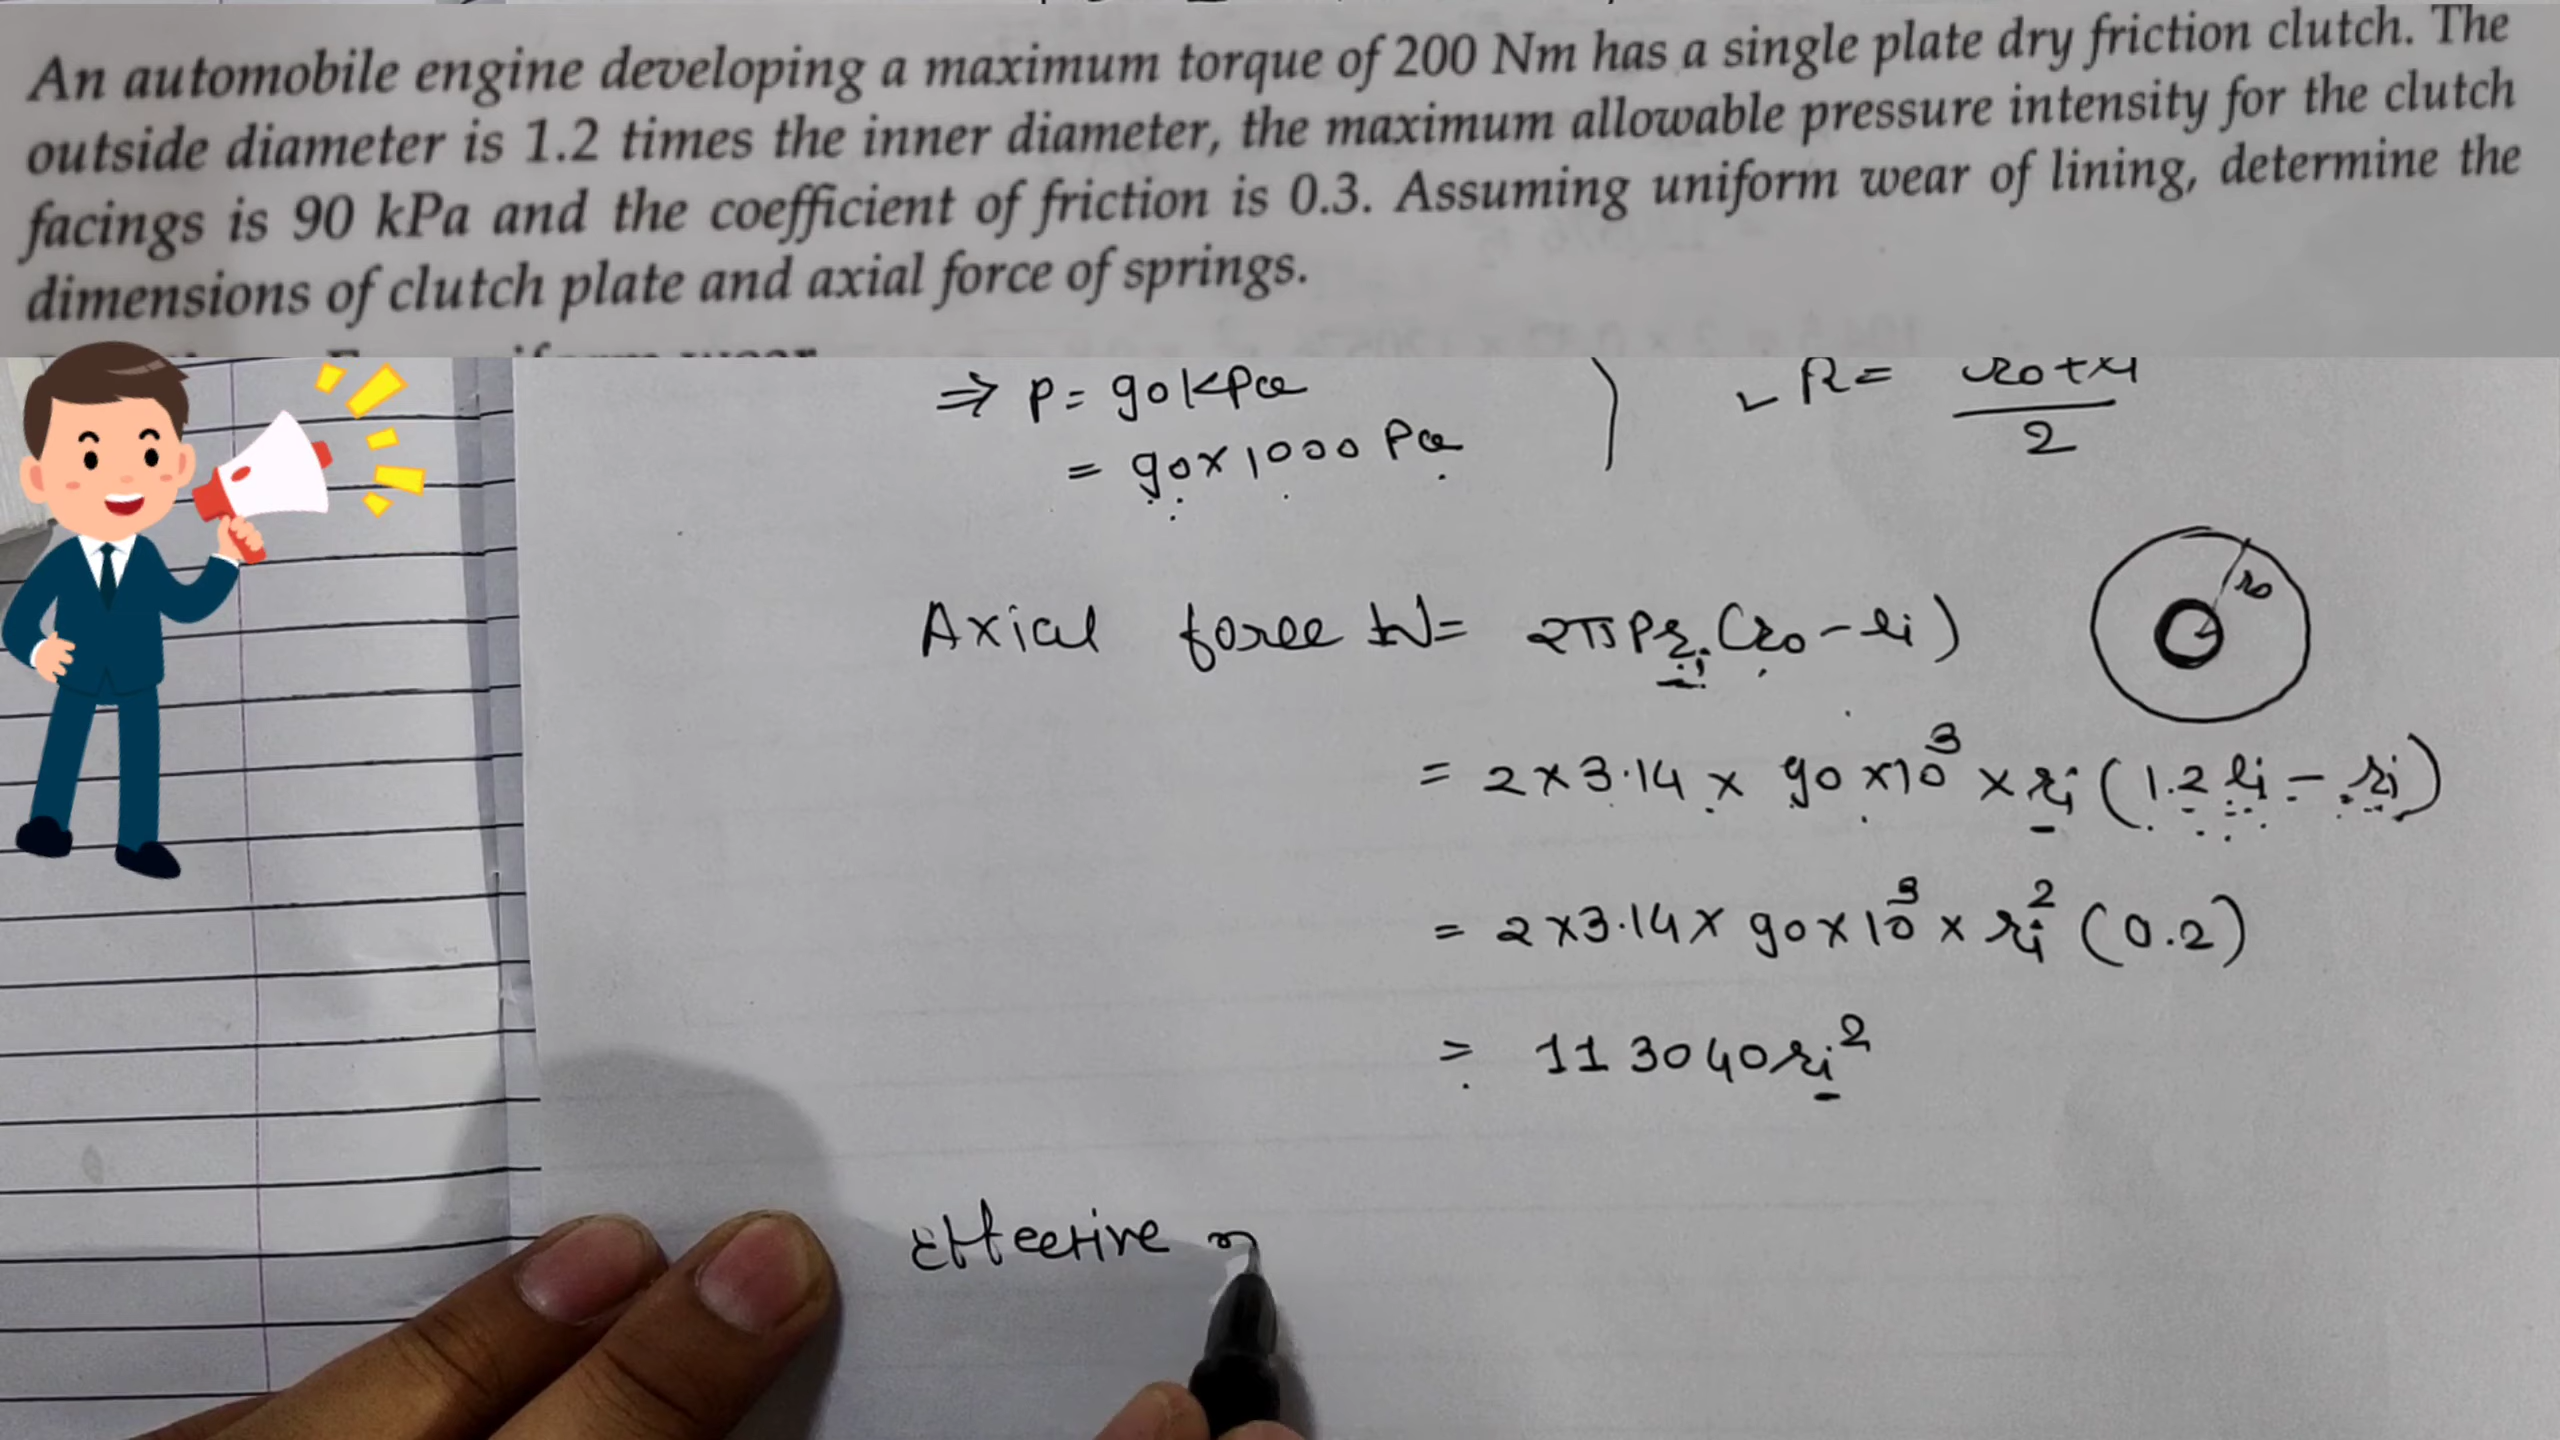 An automobile engine developing a maximum torque of 200 Nm has a single plate dry friction clutch. The
outside diameter is 1.2 times the inner diameter, the maximum allowable pressure intensity for the clutch
facings is 90 kPa and the coefficient of friction is 0.3. Assuming uniform wear of lining, determine the
dimensions of clutch plate and axial force of springs.
⇒ P = 90 kPa
= 90×1000 Pa
R = ro+ri
2
ro
Axial force W = 2πPri(ro-ri)
= 2×3.14 × 90×10³ × ri (1.2ri - ri)
= 2×3.14× 90×10³ × ri² (0.2)
= 113040ri²
Effective